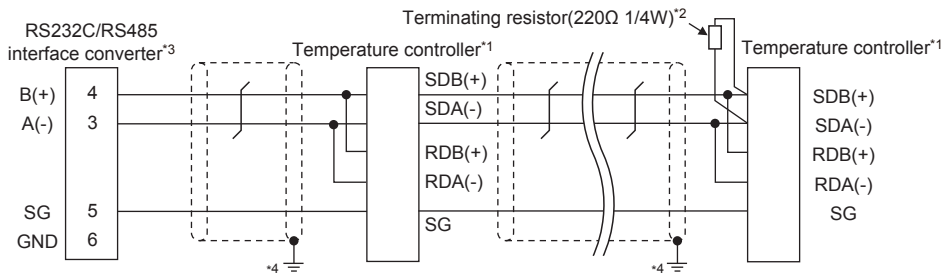 Terminating resistor(220Ω 1/4W)*2
RS232C/RS485
interface converter*3
Temperature controller*1
Temperature controller*1
B(+) 4
A(-) 3
SG 5
GND 6
SDB(+)
SDA(-)
RDB(+)
RDA(-)
SG
SDB(+)
SDA(-)
RDB(+)
RDA(-)
SG
*4
*4